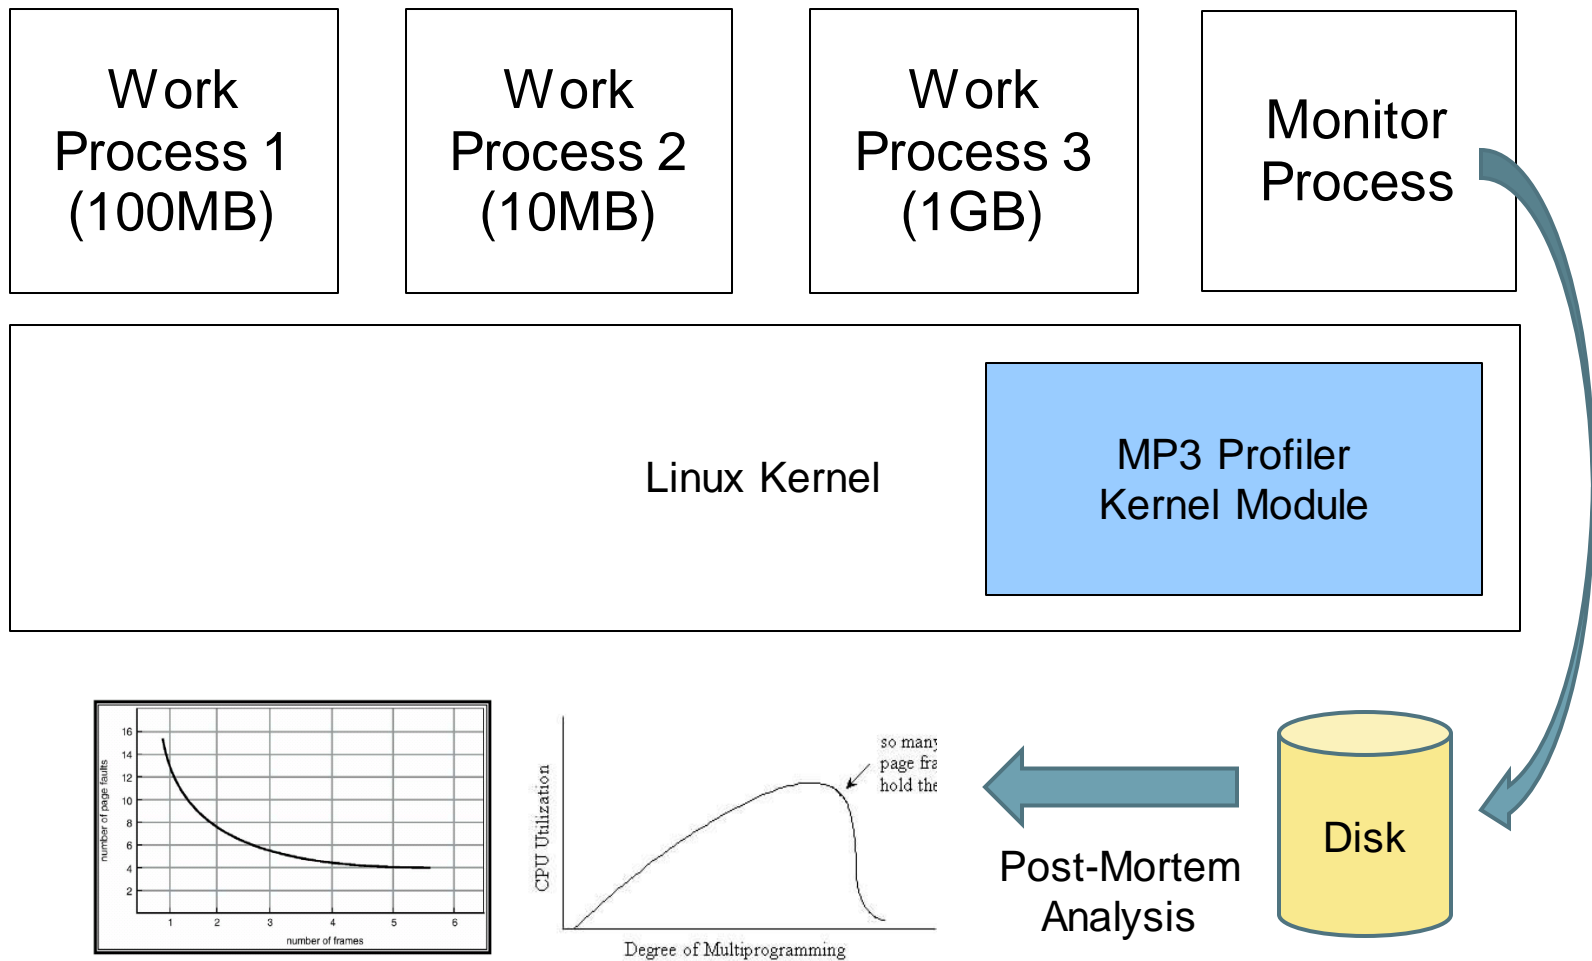 Work
Process 1
(100MB)
Work
Process 2
(10MB)
Work
Process 3
(1GB)
Monitor
Process
Linux Kernel
MP3 Profiler
Kernel Module
number of page faults
16
14
12
10
8
6
4
2
1
2
3
4
5
6
number of frames
CPU Utilization
so many
page fra
hold the
Degree of Multiprogramming
Post-Mortem
Analysis
Disk